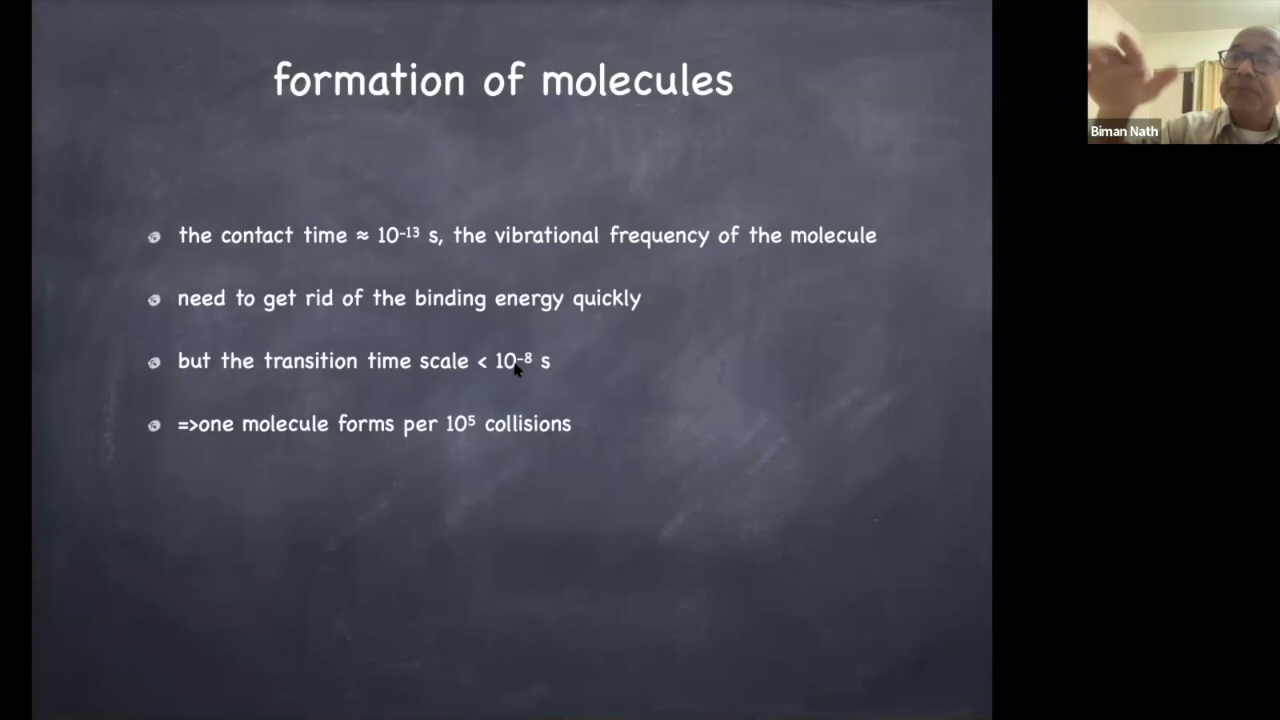 formation of molecules
the contact time ≈ 10⁻¹³ s, the vibrational frequency of the molecule
need to get rid of the binding energy quickly
but the transition time scale < 10⁻⁸ s
=>one molecule forms per 10⁵ collisions
Biman Nath